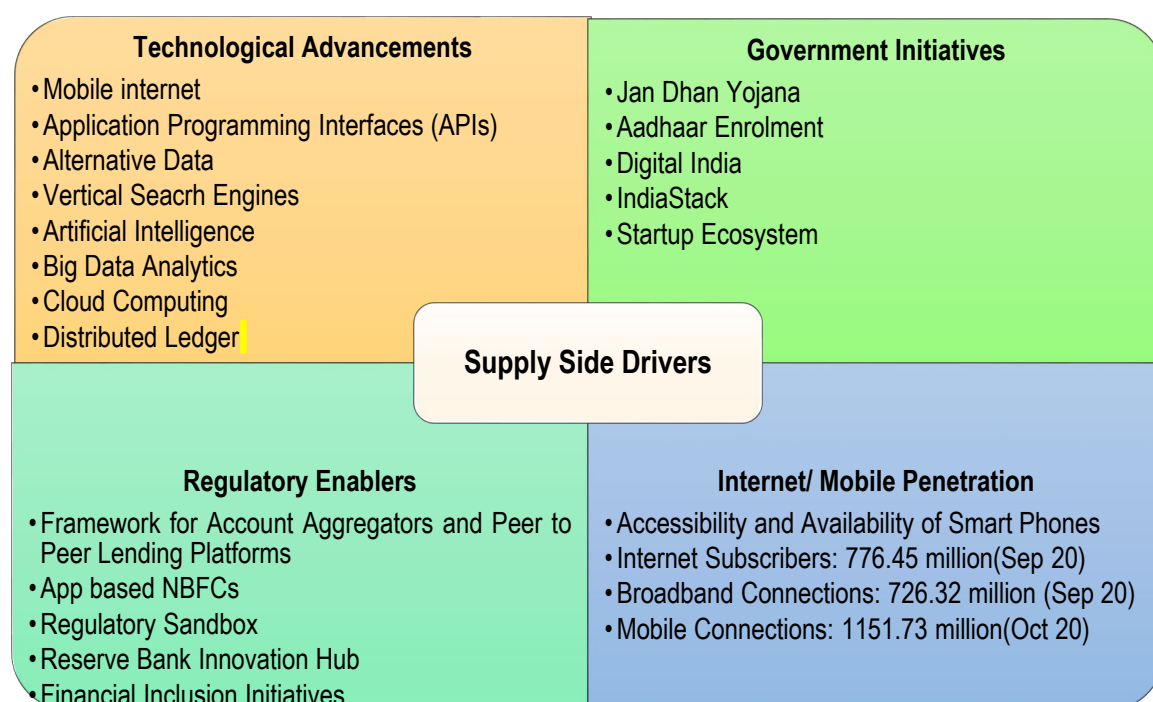 Technological Advancements
• Mobile internet
• Application Programming Interfaces (APIs)
• Alternative Data
• Vertical Seacrh Engines
• Artificial Intelligence
• Big Data Analytics
• Cloud Computing
• Distributed Ledger
Government Initiatives
• Jan Dhan Yojana
• Aadhaar Enrolment
• Digital India
• IndiaStack
• Startup Ecosystem
Supply Side Drivers
Regulatory Enablers
• Framework for Account Aggregators and Peer to
Peer Lending Platforms
• App based NBFCs
• Regulatory Sandbox
• Reserve Bank Innovation Hub
• Financial Inclusion Initiatives
Internet/ Mobile Penetration
• Accessibility and Availability of Smart Phones
• Internet Subscribers: 776.45 million(Sep 20)
• Broadband Connections: 726.32 million (Sep 20)
• Mobile Connections: 1151.73 million(Oct 20)